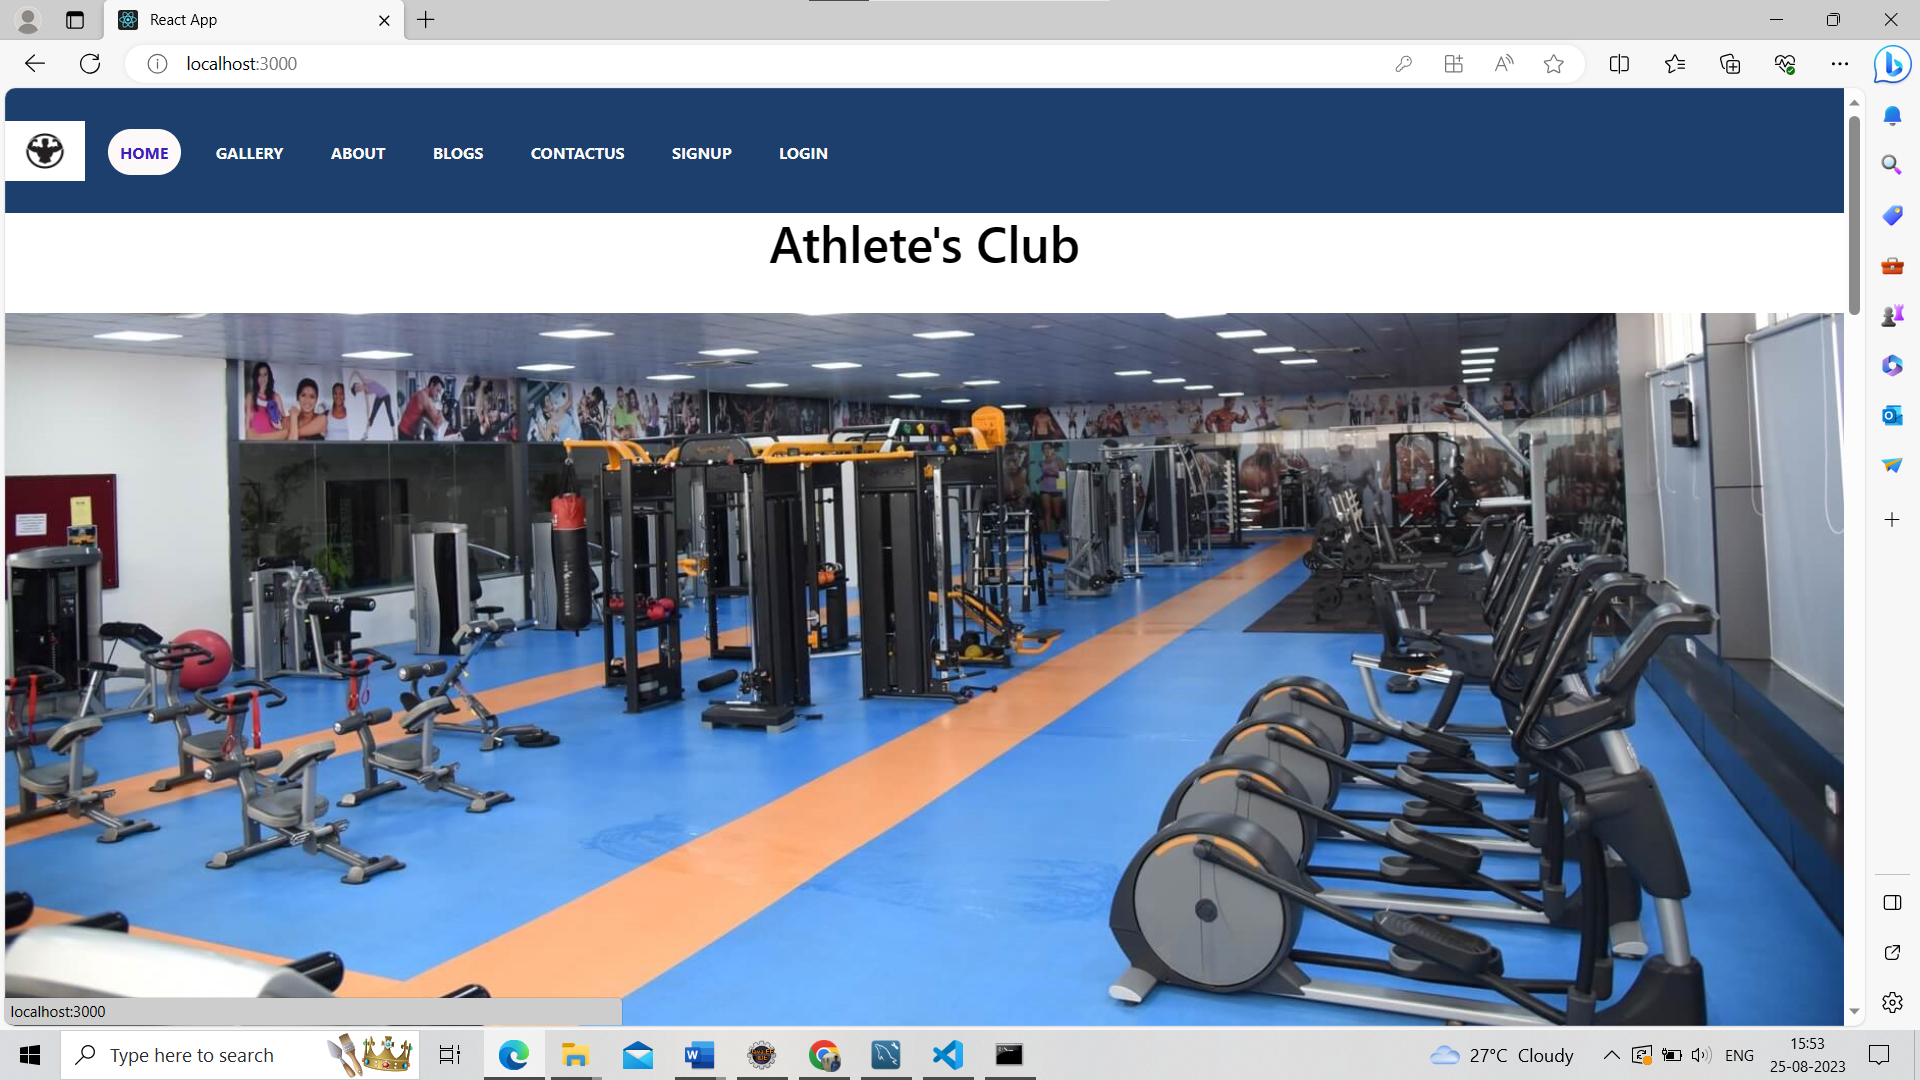 React App
localhost:3000
HOME GALLERY ABOUT BLOGS CONTACTUS SIGNUP LOGIN
Athlete's Club
localhost:3000
Type here to search
27°C Cloudy
ENG
15:53
25-08-2023